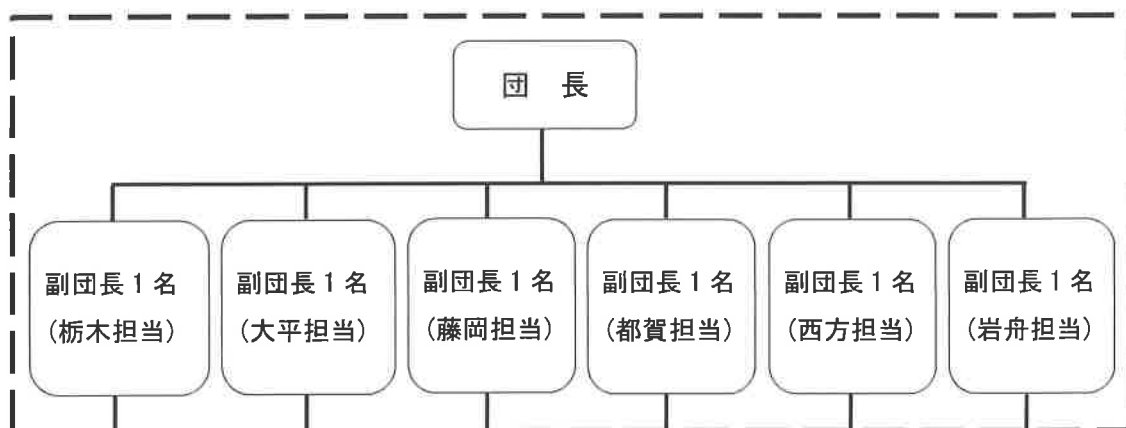 団　長
副団長１名
(栃木担当)
副団長１名
(大平担当)
副団長１名
(藤岡担当)
副団長１名
(都賀担当)
副団長１名
(西方担当)
副団長１名
(岩舟担当)